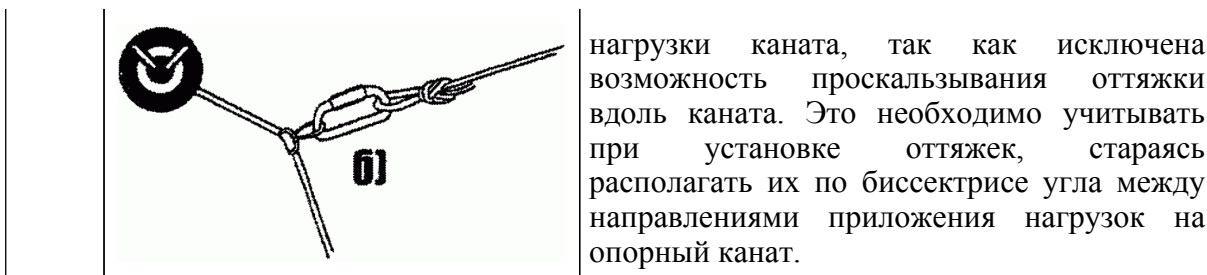 нагрузки каната, так как исключена
возможность проскальзывания оттяжки
вдоль каната. Это необходимо учитывать
при установке оттяжек, стараясь
располагать их по биссектрисе угла между
направлениями приложения нагрузок на
опорный канат.
б)